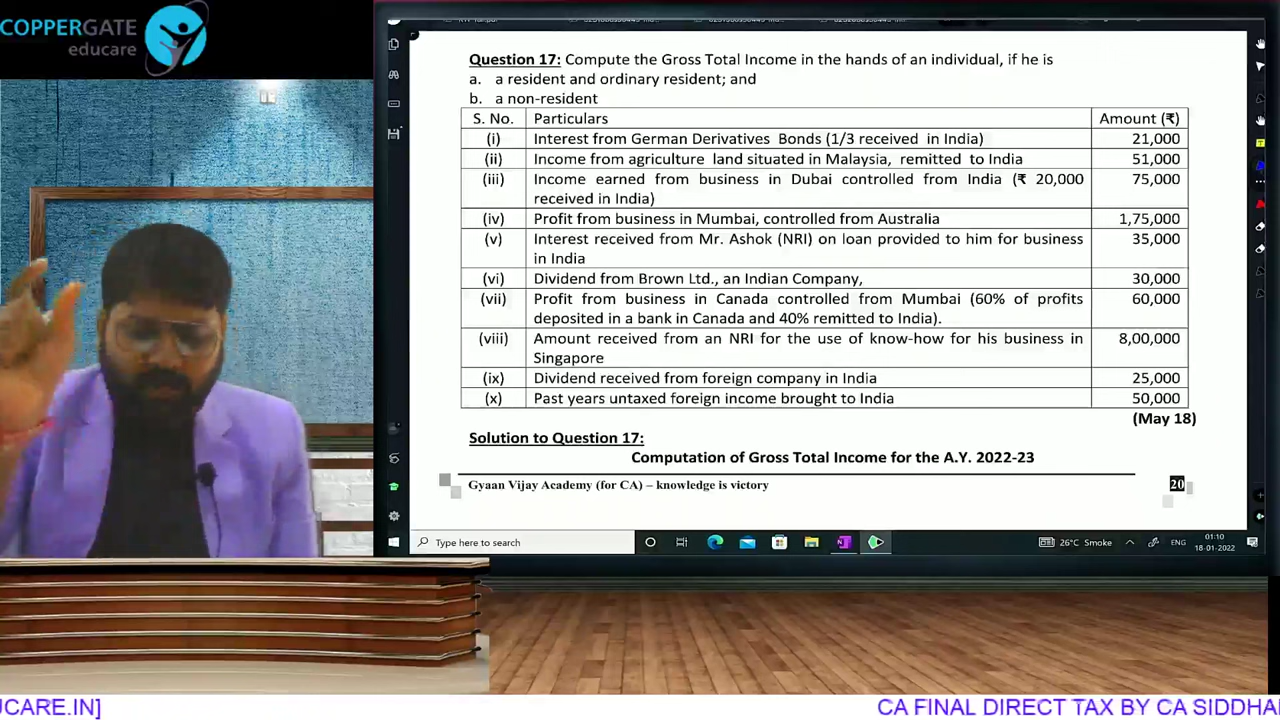 COPPERGATE
educare
Question 17: Compute the Gross Total Income in the hands of an individual, if he is
a. a resident and ordinary resident; and
b. a non-resident
S. No. Particulars Amount (₹)
(i) Interest from German Derivatives Bonds (1/3 received in India) 21,000
(ii) Income from agriculture land situated in Malaysia, remitted to India 51,000
(iii) Income earned from business in Dubai controlled from India (₹ 20,000 75,000
received in India)
(iv) Profit from business in Mumbai, controlled from Australia 1,75,000
(v) Interest received from Mr. Ashok (NRI) on loan provided to him for business 35,000
in India
(vi) Dividend from Brown Ltd., an Indian Company, 30,000
(vii) Profit from business in Canada controlled from Mumbai (60% of profits 60,000
deposited in a bank in Canada and 40% remitted to India).
(viii) Amount received from an NRI for the use of know-how for his business in 8,00,000
Singapore
(ix) Dividend received from foreign company in India 25,000
(x) Past years untaxed foreign income brought to India 50,000
(May 18)
Solution to Question 17:
Computation of Gross Total Income for the A.Y. 2022-23
Gyaan Vijay Academy (for CA) – knowledge is victory 20
Type here to search 26°C Smoke ENG 01:10
18-01-2022
UCARE.IN] CA FINAL DIRECT TAX BY CA SIDDHA